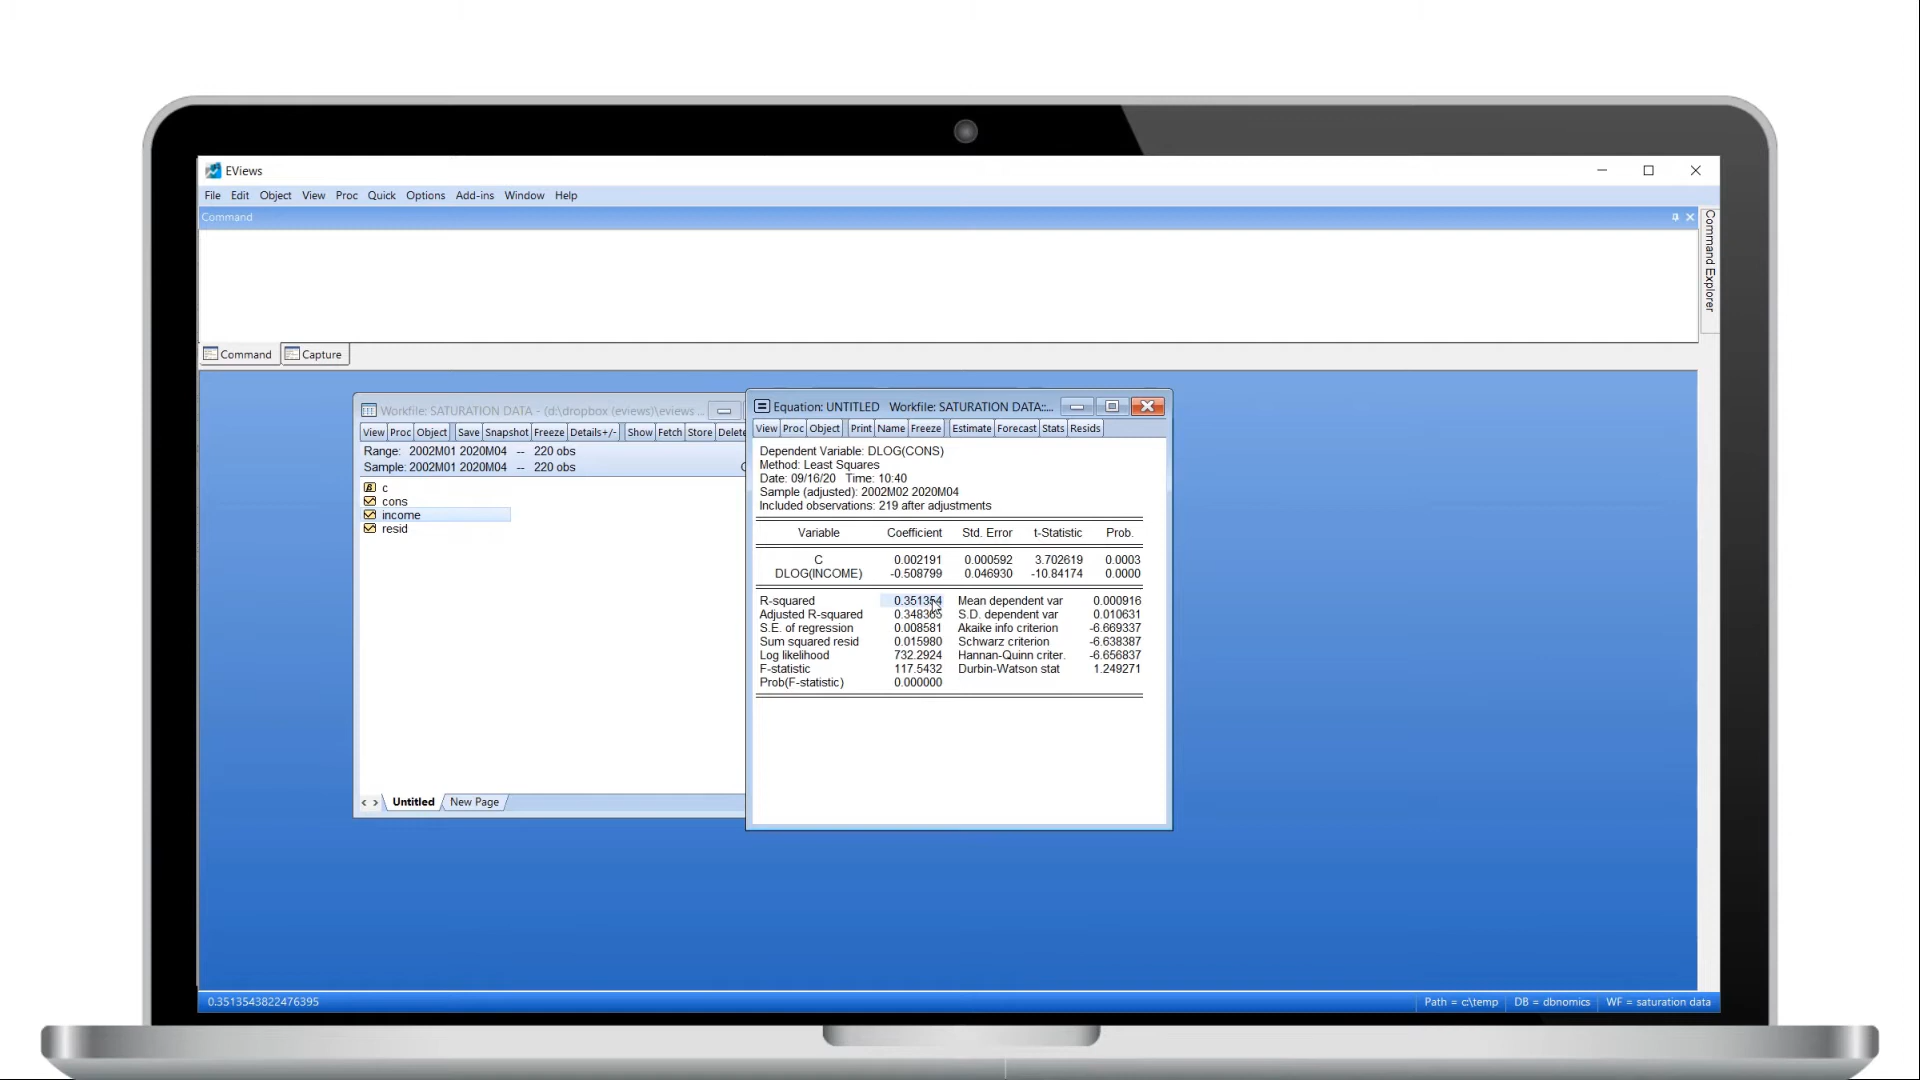 EViews
File Edit Object View Proc Quick Options Add-ins Window Help
Command
Command Explorer
Command Capture
Workfile: SATURATION DATA - (d:\dropbox (eviews)\eviews ...
View Proc Object Save Snapshot Freeze Details+/- Show Fetch Store Delete
Range: 2002M01 2020M04 -- 220 obs
Sample: 2002M01 2020M04 -- 220 obs
c
cons
income
resid
Untitled New Page
Equation: UNTITLED Workfile: SATURATION DATA::...
View Proc Object Print Name Freeze Estimate Forecast Stats Resids
Dependent Variable: DLOG(CONS)
Method: Least Squares
Date: 09/16/20 Time: 10:40
Sample (adjusted): 2002M02 2020M04
Included observations: 219 after adjustments
Variable Coefficient Std. Error t-Statistic Prob.
C 0.002191 0.000592 3.702619 0.0003
DLOG(INCOME) -0.508799 0.046930 -10.84174 0.0000
R-squared 0.351354 Mean dependent var 0.000916
Adjusted R-squared 0.348365 S.D. dependent var 0.010631
S.E. of regression 0.008581 Akaike info criterion -6.669337
Sum squared resid 0.015980 Schwarz criterion -6.638387
Log likelihood 732.2924 Hannan-Quinn criter. -6.656837
F-statistic 117.5432 Durbin-Watson stat 1.249271
Prob(F-statistic) 0.000000
0.3513543822476395 Path = c:\temp DB = dbnomics WF = saturation data